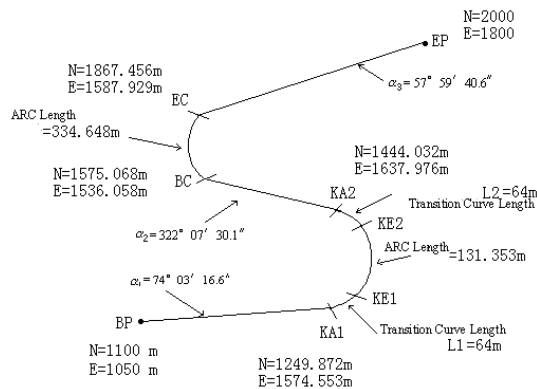 N=2000
E=1800
EP
α₃=57° 59′ 40.6″
N=1867.456m
E=1587.929m
EC
ARC Length
=334.648m
N=1575.068m
E=1536.058m
BC
N=1444.032m
E=1637.976m
KA2
L2=64m
Transition Curve Length
KE2
α₂=322° 07′ 30.1″
ARC Length
=131.353m
α₁=74° 03′ 16.6″
KE1
BP
KA1
Transition Curve Length
L1=64m
N=1100 m
E=1050 m
N=1249.872m
E=1574.553m